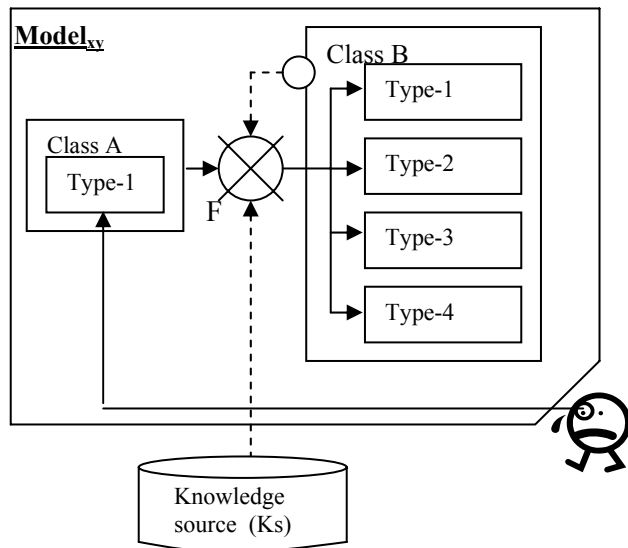 Model_xy
Class B
Type-1
Class A
Type-1
Type-2
F
Type-3
Type-4
Knowledge
source (Ks)